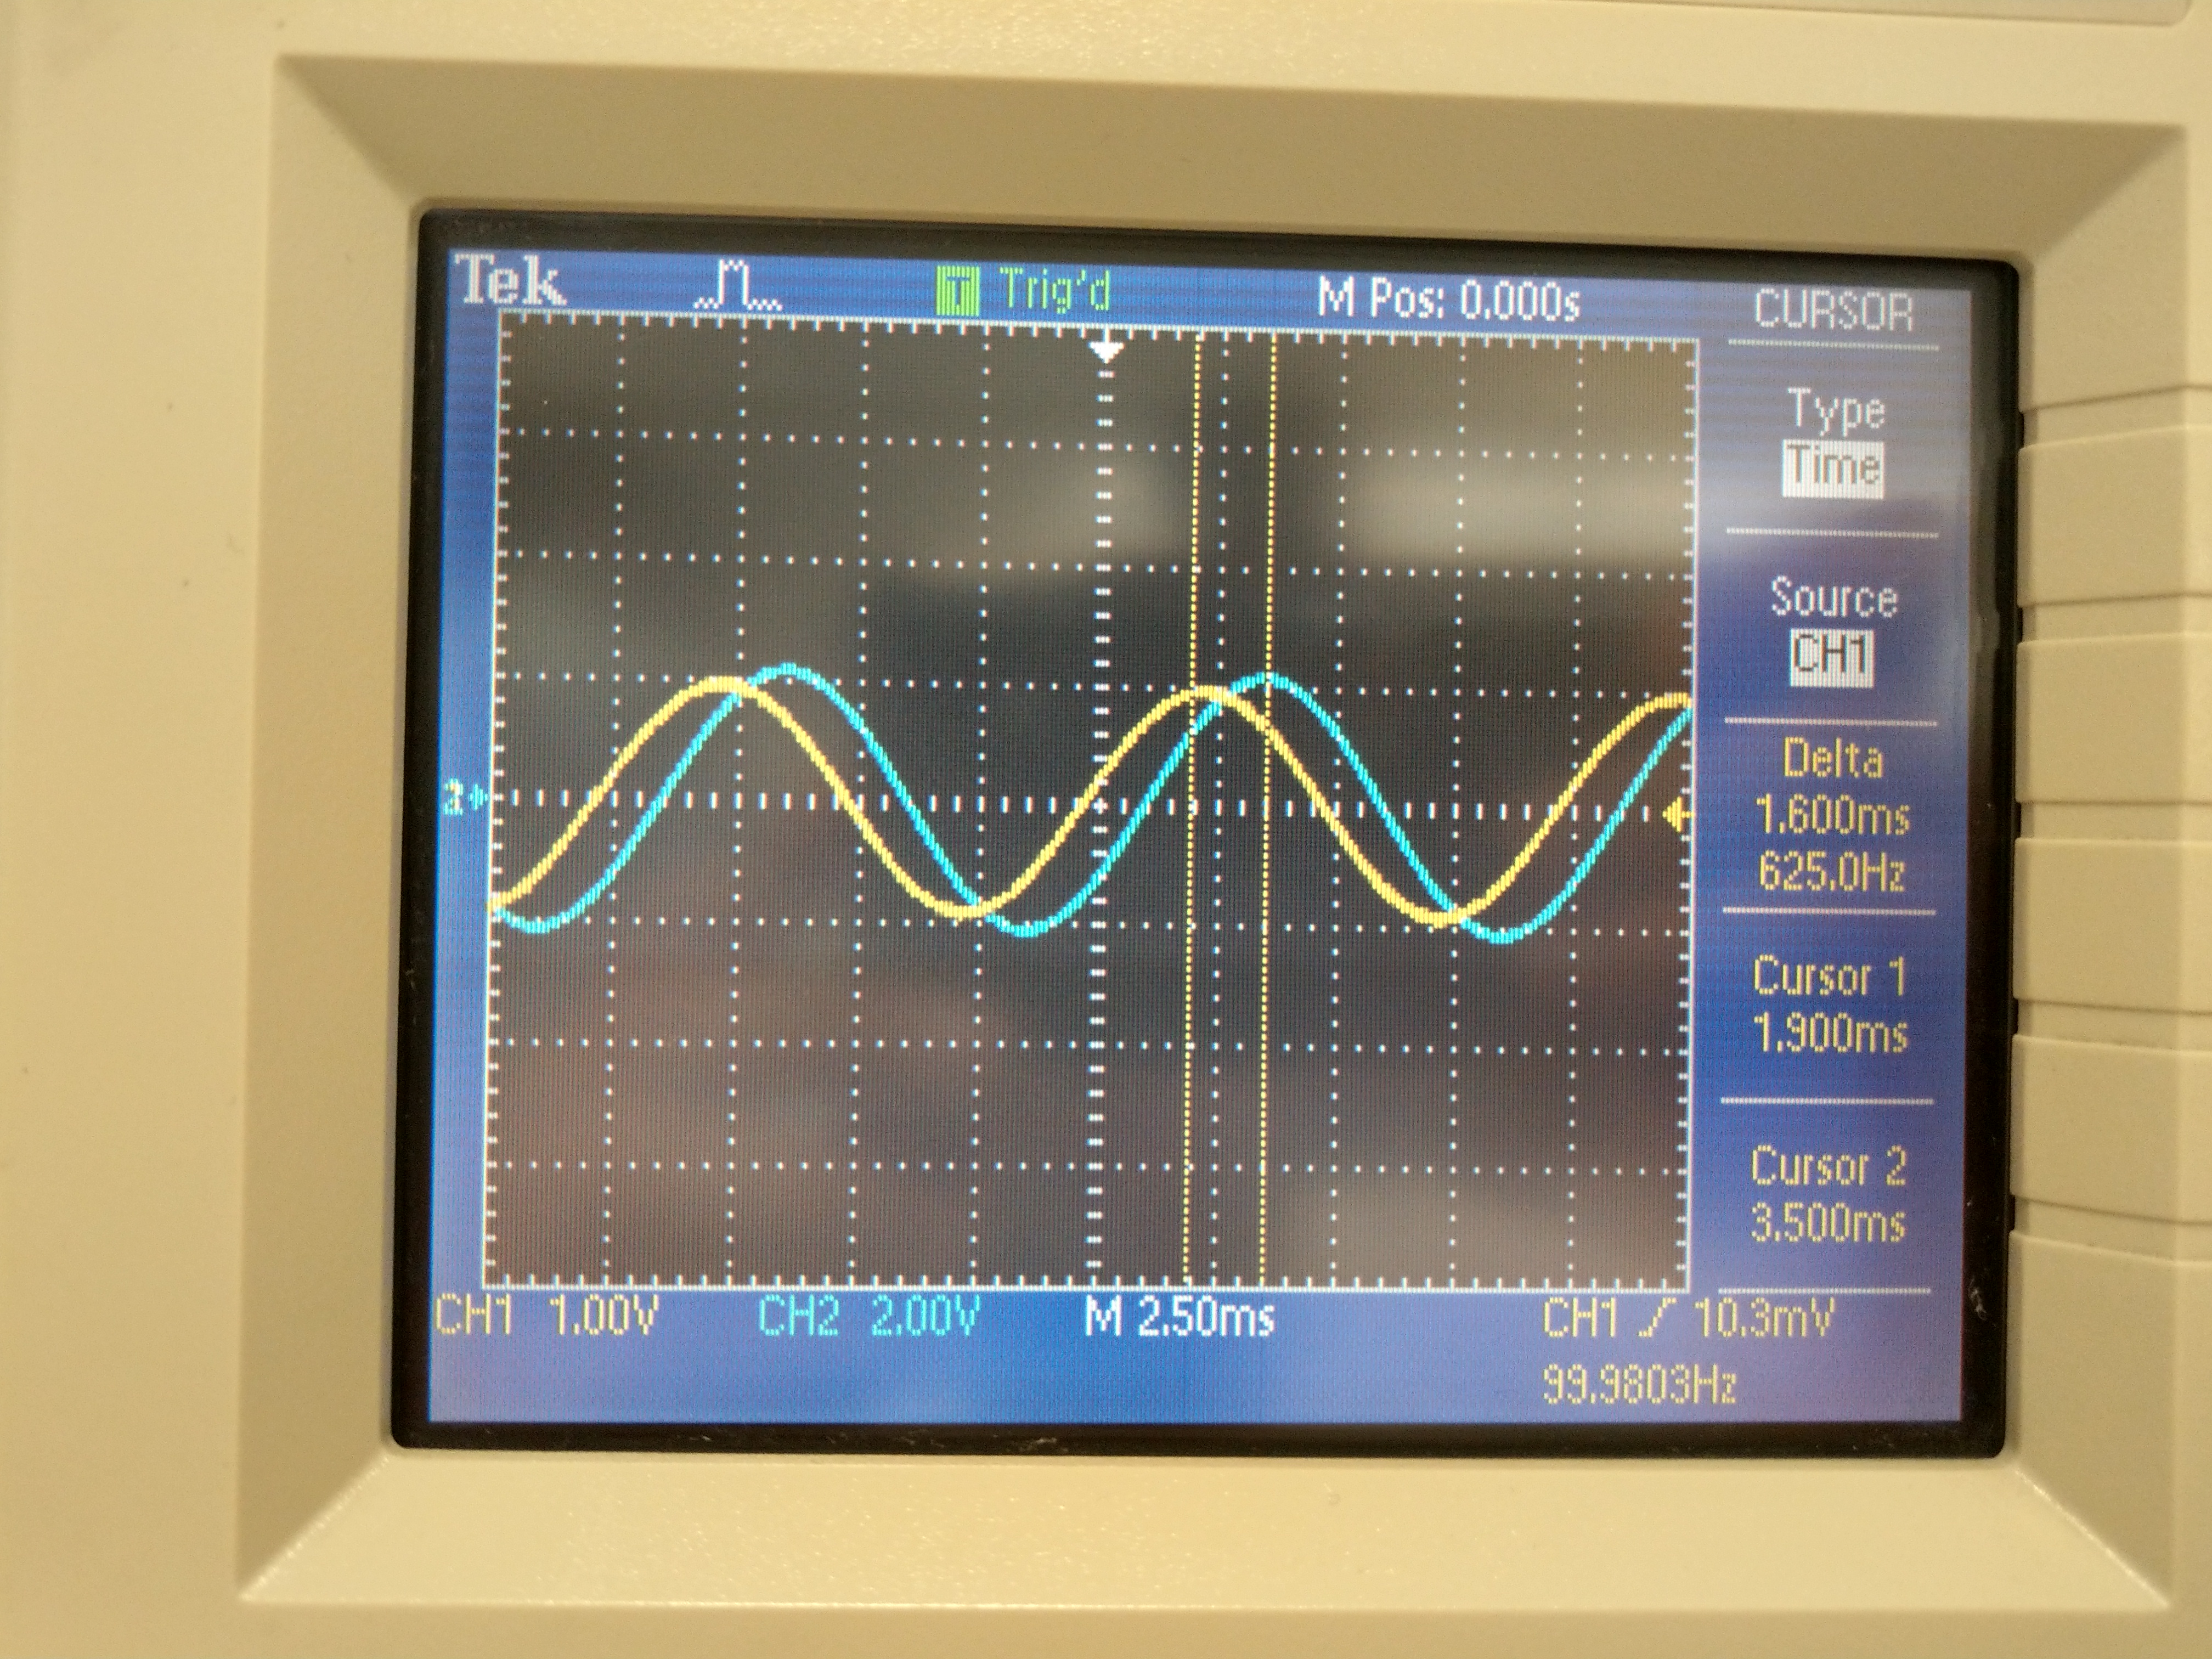 Tek T Trig'd M Pos: 0.000s CURSOR
Type
Time
Source
CH1
2
Delta
1.600ms
625.0Hz
Cursor 1
1.900ms
Cursor 2
3.500ms
CH1 1.00V CH2 2.00V M 2.50ms CH1 10.3mV
99.9803Hz